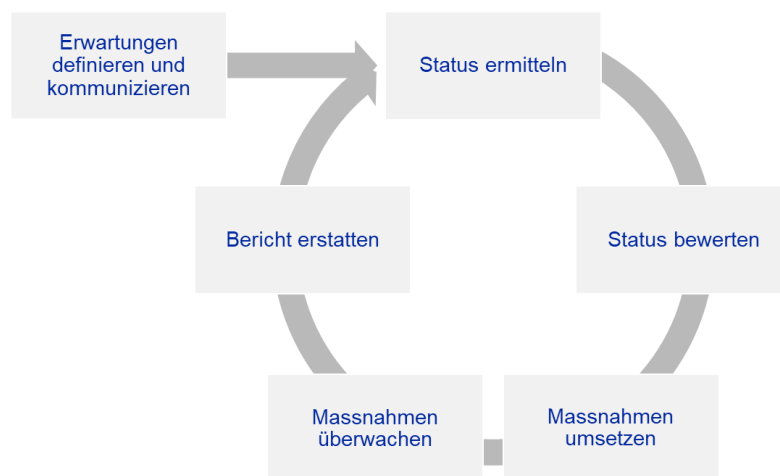 Erwartungen
definieren und
kommunizieren
Status ermitteln
Status bewerten
Massnahmen
umsetzen
Massnahmen
überwachen
Bericht erstatten